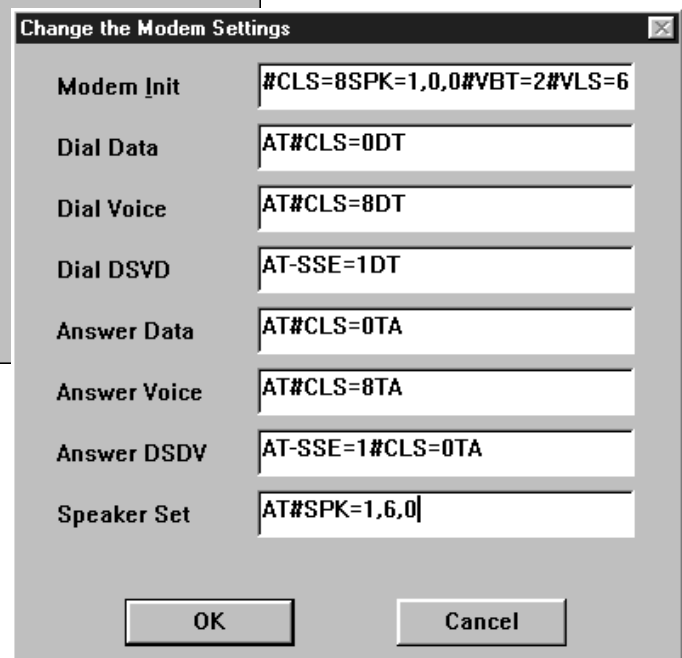 Change the Modem Settings
Modem Init #CLS=8SPK=1,0,0#VBT=2#VLS=6
Dial Data AT#CLS=0DT
Dial Voice AT#CLS=8DT
Dial DSVD AT-SSE=1DT
Answer Data AT#CLS=0TA
Answer Voice AT#CLS=8TA
Answer DSDV AT-SSE=1#CLS=0TA
Speaker Set AT#SPK=1,6,0
OK Cancel